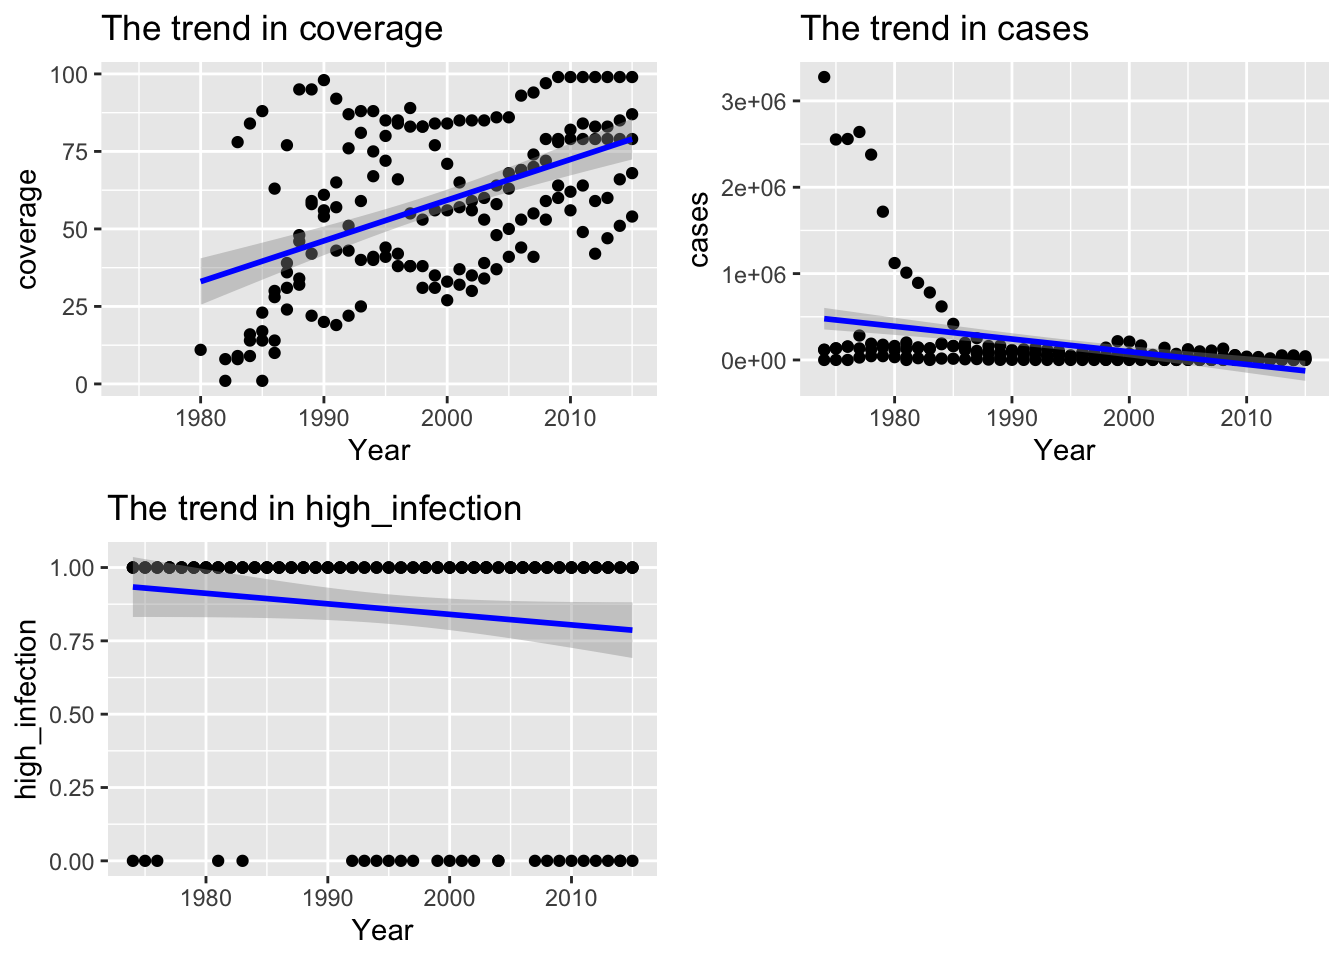 The trend in coverage
100
75
50
25
0
coverage
1980 1990 2000 2010
Year
The trend in cases
3e+06
2e+06
1e+06
0e+00
cases
1980 1990 2000 2010
Year
The trend in high_infection
1.00
0.75
0.50
0.25
0.00
high_infection
1980 1990 2000 2010
Year